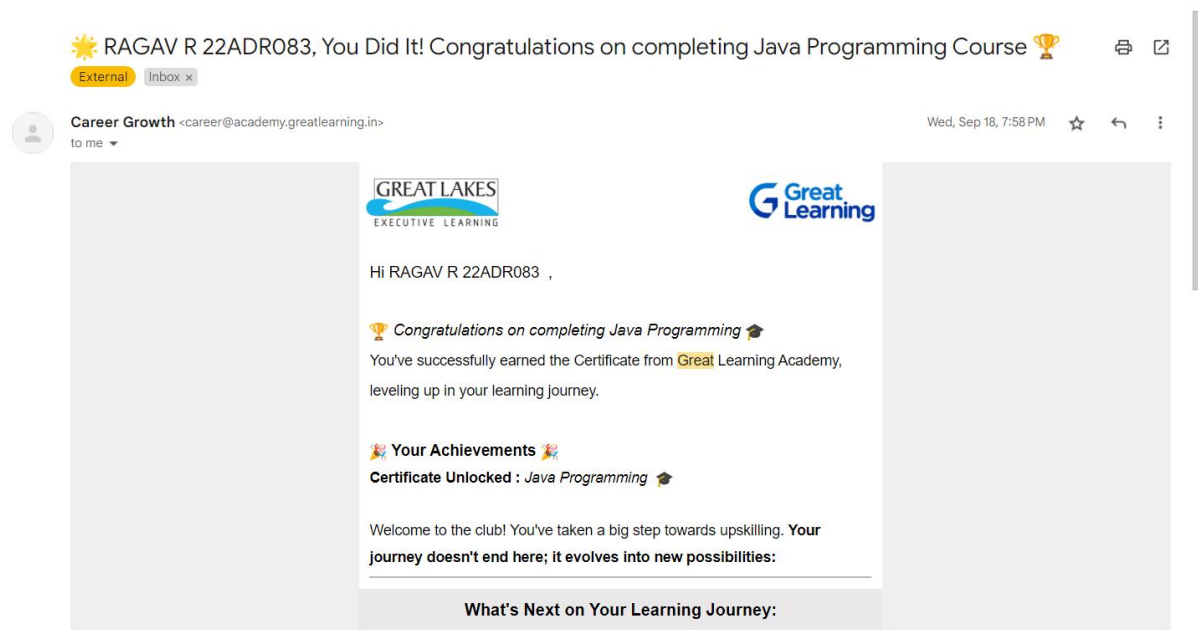 🌟 RAGAV R 22ADR083, You Did It! Congratulations on completing Java Programming Course 🏆
External Inbox ×
Career Growth <career@academy.greatlearning.in> Wed, Sep 18, 7:58 PM
to me
GREAT LAKES
EXECUTIVE LEARNING
Great
Learning
Hi RAGAV R 22ADR083 ,
🏆 Congratulations on completing Java Programming 🎓
You've successfully earned the Certificate from Great Learning Academy,
leveling up in your learning journey.
🎉 Your Achievements 🎉
Certificate Unlocked : Java Programming 🎓
Welcome to the club! You've taken a big step towards upskilling. Your
journey doesn't end here; it evolves into new possibilities:
What's Next on Your Learning Journey: